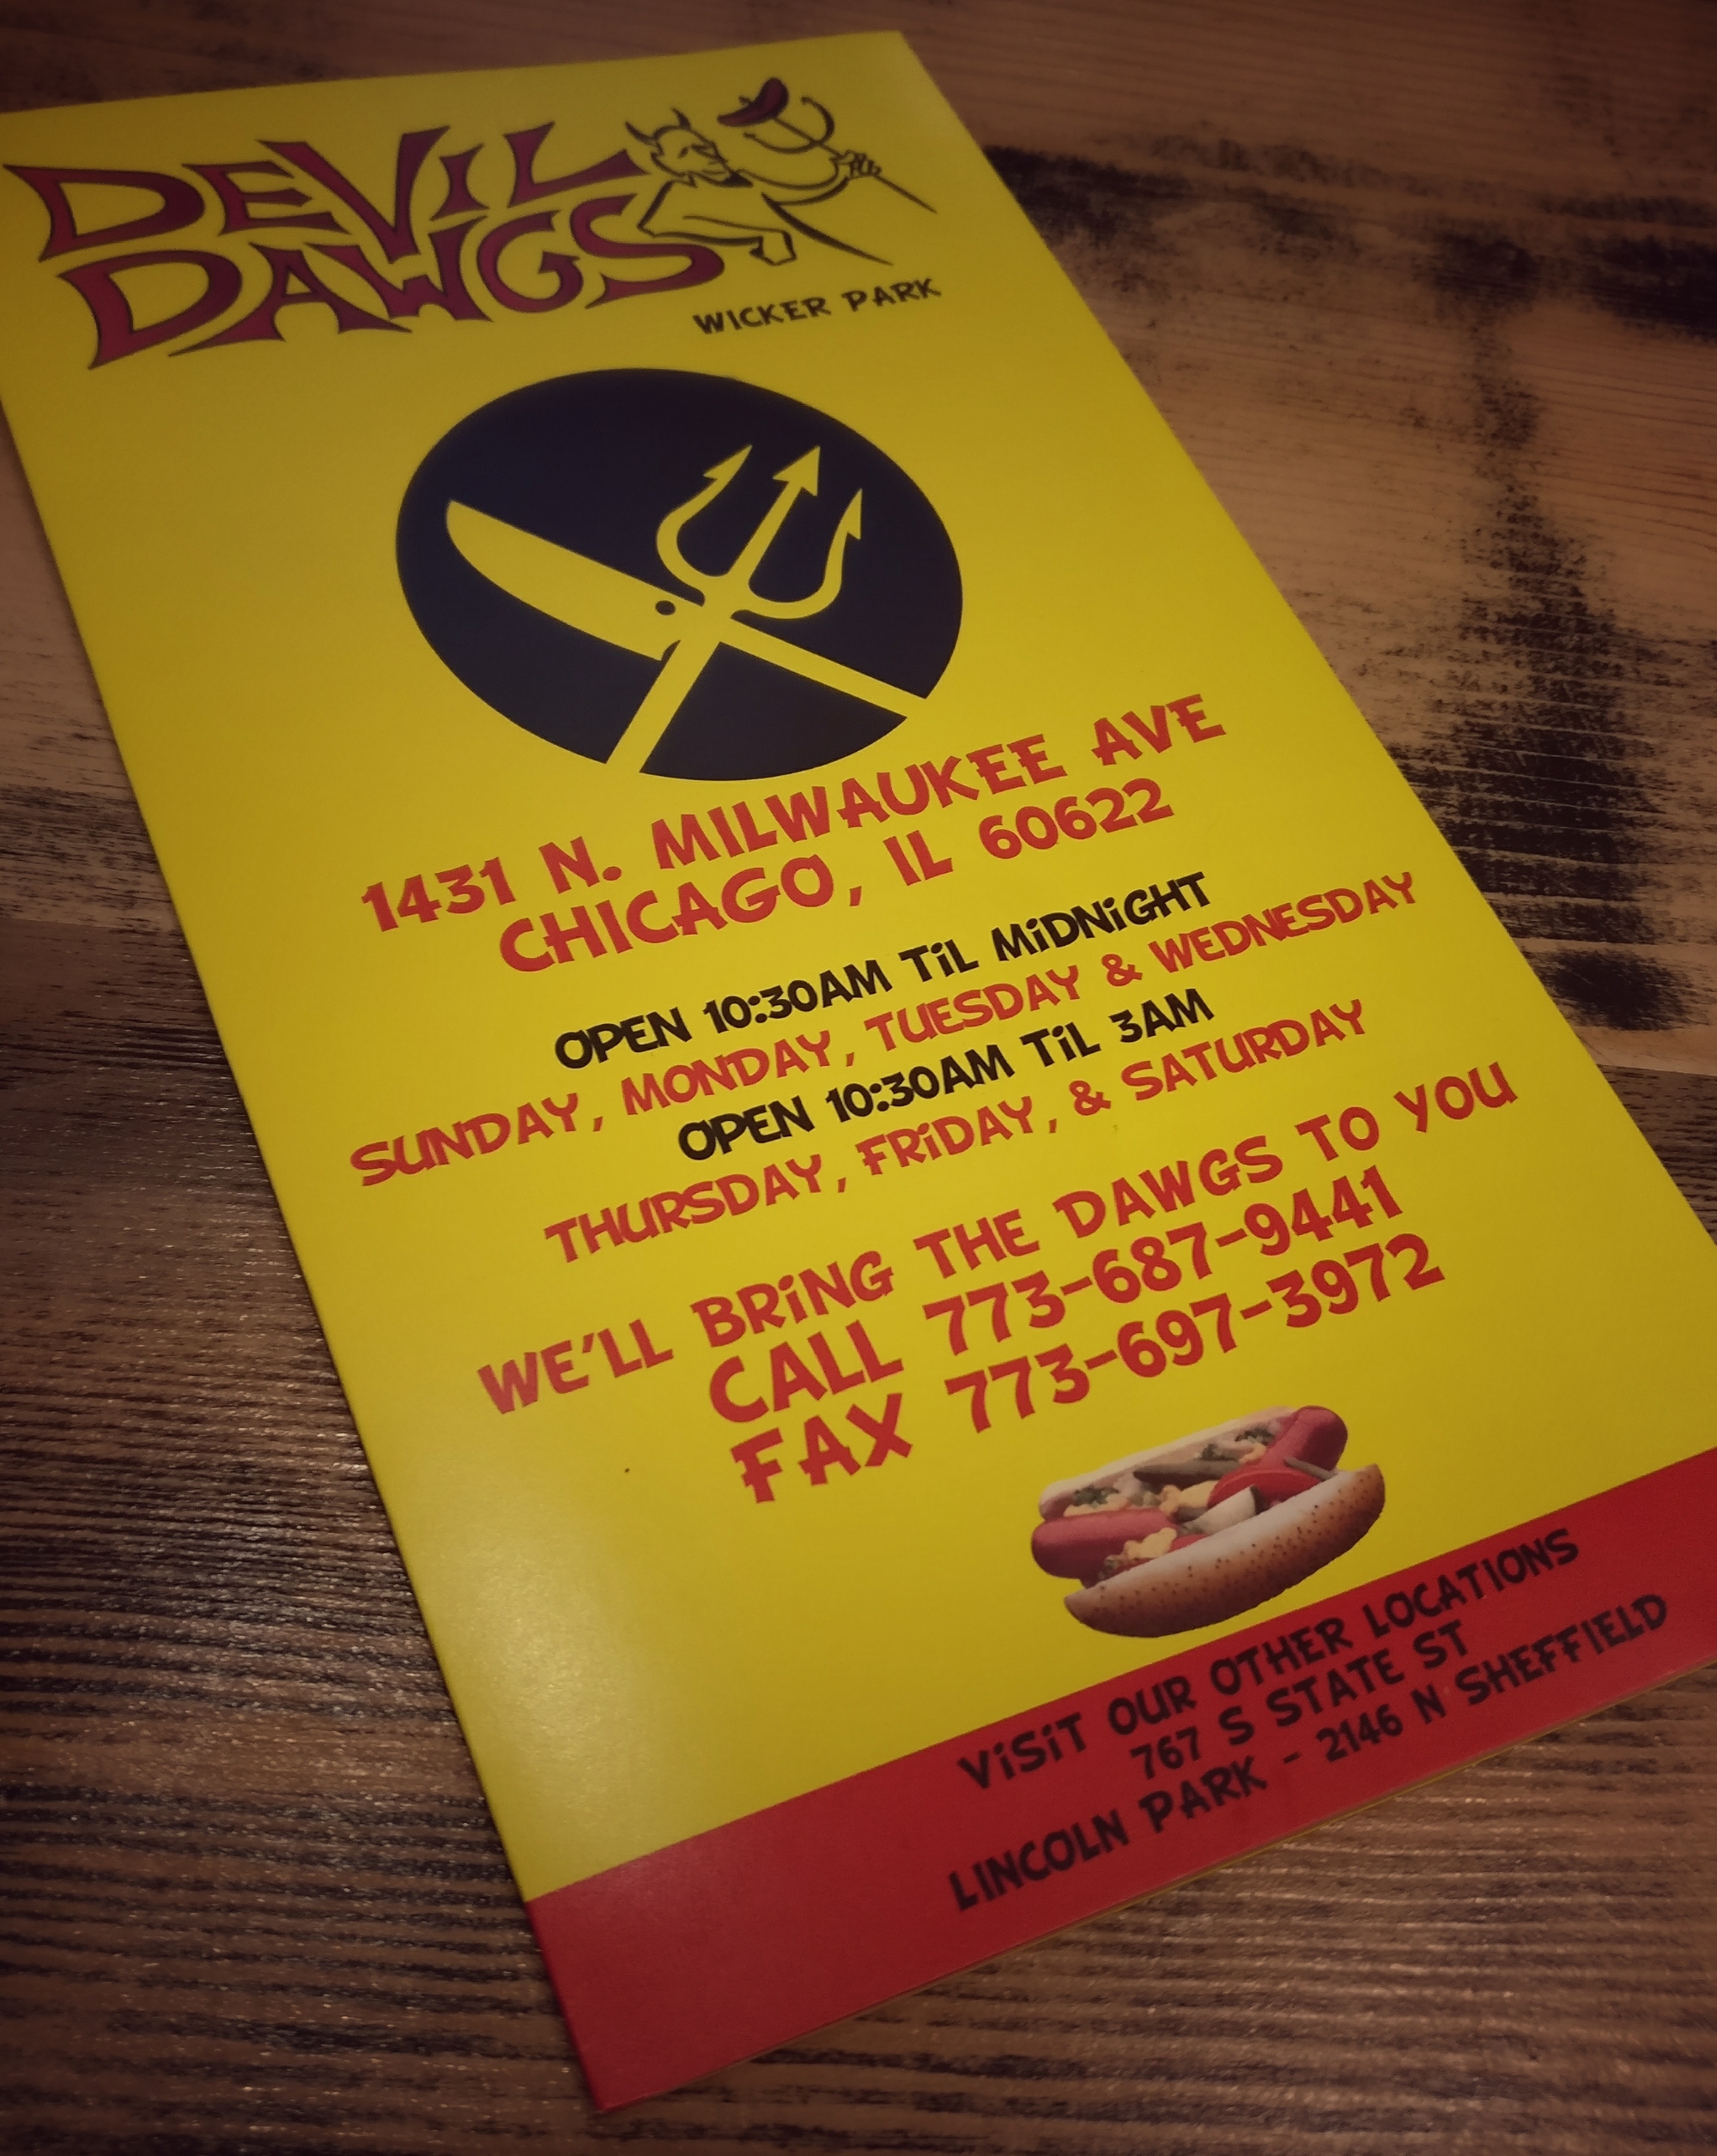 DEVIL
DAWGS
WICKER PARK
1431 N. MILWAUKEE AVE
CHICAGO, IL 60622
OPEN 10:30AM TiL MiDNiGHT
SUNDAY, MONDAY, TUESDAY & WEDNESDAY
OPEN 10:30AM TiL 3AM
THURSDAY, FRiDAY, & SATURDAY
WE'LL BRiNG THE DAWGS TO YOU
CALL 773-687-9441
FAX 773-697-3972
ViSiT OUR OTHER LOCATIONS
767 S STATE ST
LINCOLN PARK - 2146 N SHEFFIELD